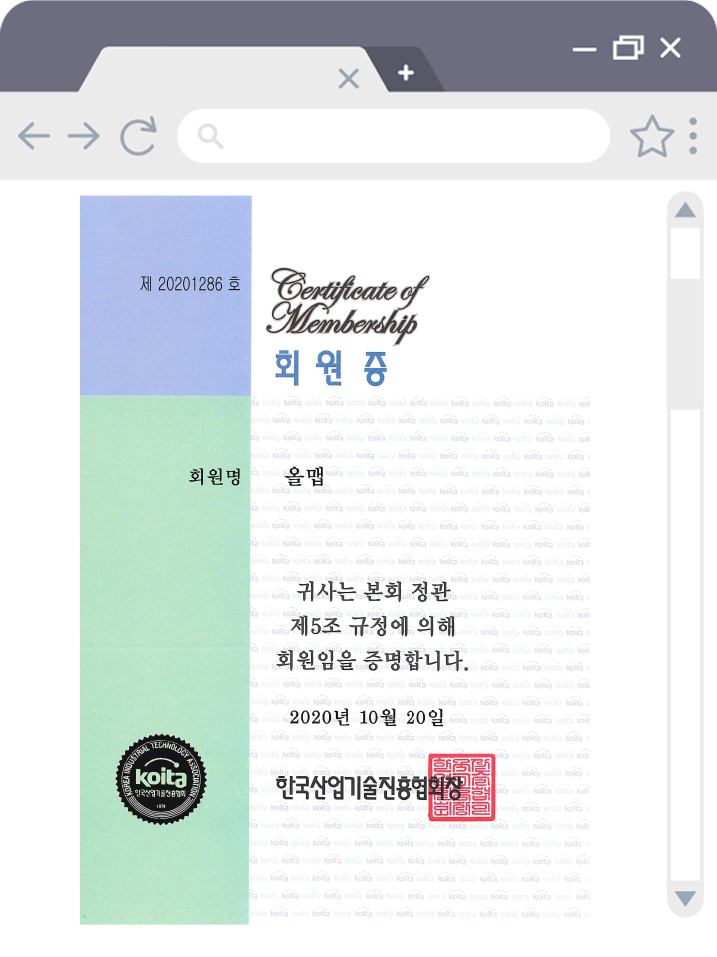 제 20201286 호
Certificate of
Membership
회원증
회원명 올맵
귀사는 본회 정관
제5조 규정에 의해
회원임을 증명합니다.
2020년 10월 20일
KOREA INDUSTRIAL TECHNOLOGY ASSOCIATION
koita
한국산업기술진흥협회
1979
한국산업기술진흥협회장